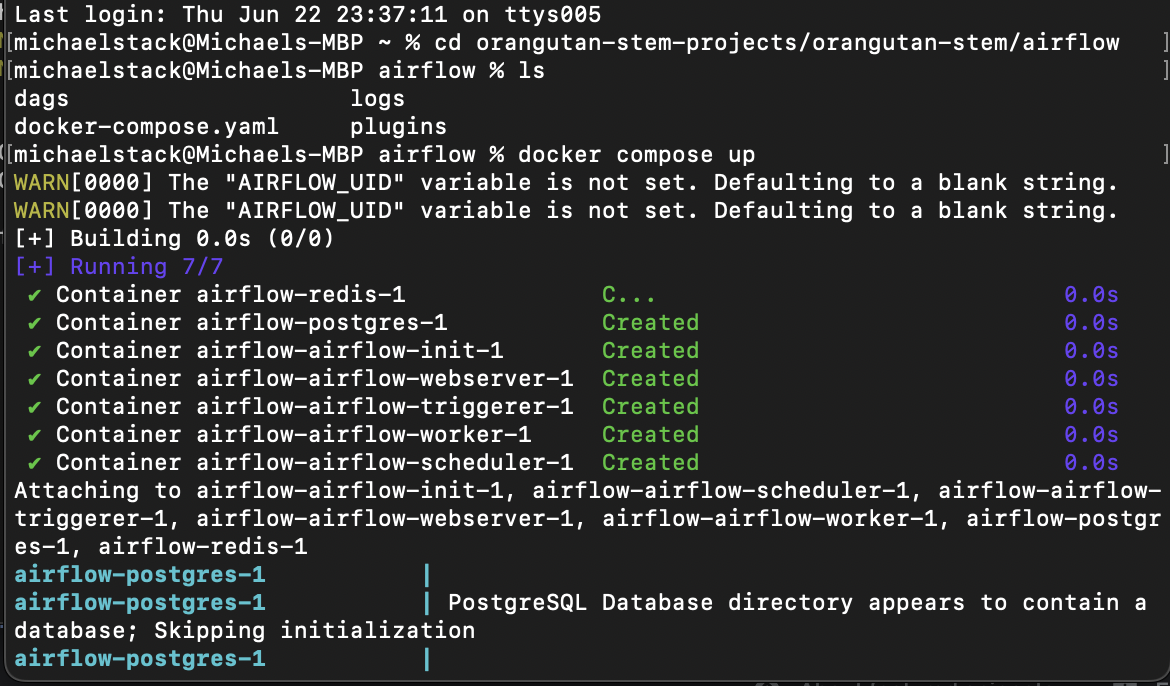 Last login: Thu Jun 22 23:37:11 on ttys005
[michaelstack@Michaels-MBP ~ % cd orangutan-stem-projects/orangutan-stem/airflow ]
[michaelstack@Michaels-MBP airflow % ls ]
dags logs
docker-compose.yaml plugins
[michaelstack@Michaels-MBP airflow % docker compose up ]
WARN[0000] The "AIRFLOW_UID" variable is not set. Defaulting to a blank string.
WARN[0000] The "AIRFLOW_UID" variable is not set. Defaulting to a blank string.
[+] Building 0.0s (0/0)
[+] Running 7/7
✔ Container airflow-redis-1 C... 0.0s
✔ Container airflow-postgres-1 Created 0.0s
✔ Container airflow-airflow-init-1 Created 0.0s
✔ Container airflow-airflow-webserver-1 Created 0.0s
✔ Container airflow-airflow-triggerer-1 Created 0.0s
✔ Container airflow-airflow-worker-1 Created 0.0s
✔ Container airflow-airflow-scheduler-1 Created 0.0s
Attaching to airflow-airflow-init-1, airflow-airflow-scheduler-1, airflow-airflow-
triggerer-1, airflow-airflow-webserver-1, airflow-airflow-worker-1, airflow-postgr
es-1, airflow-redis-1
airflow-postgres-1 |
airflow-postgres-1 | PostgreSQL Database directory appears to contain a
database; Skipping initialization
airflow-postgres-1 |